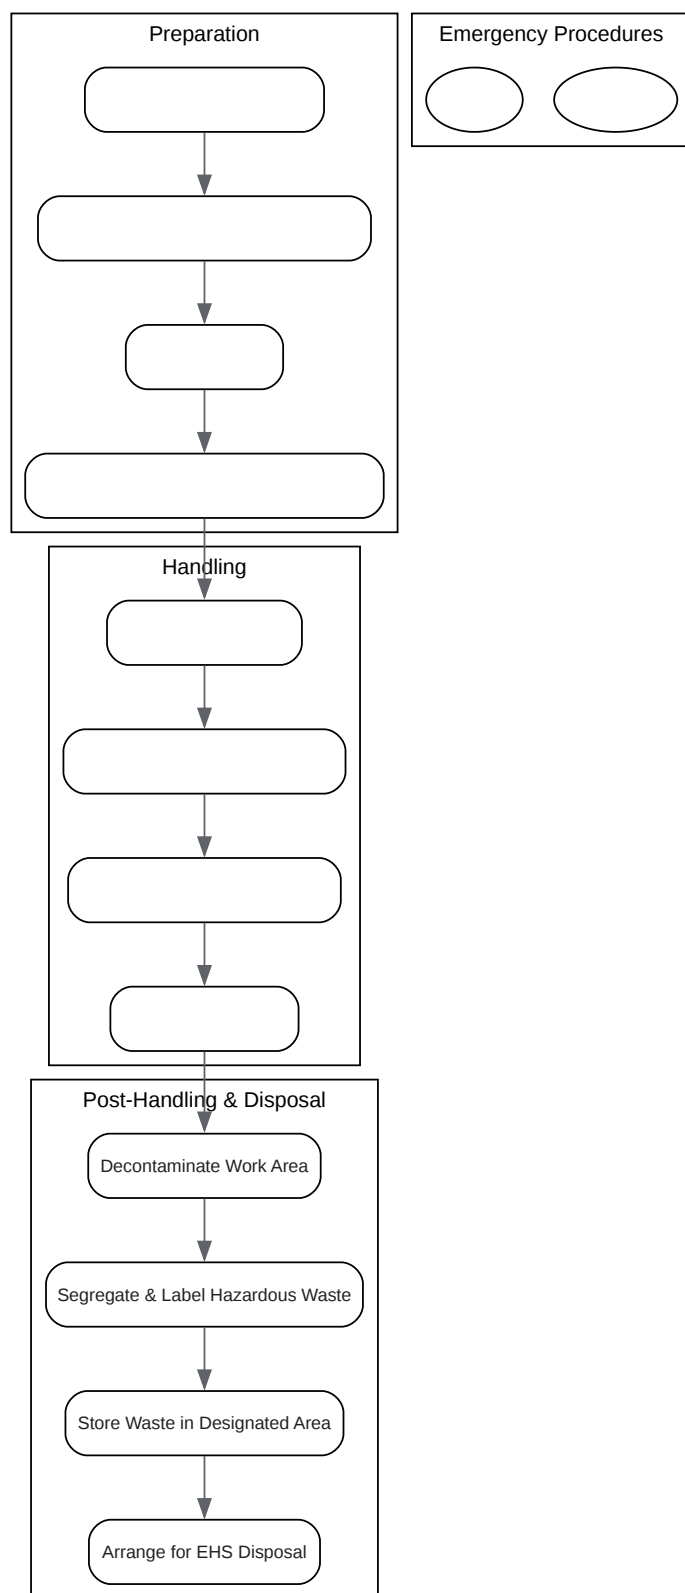 Preparation
Emergency Procedures
Handling
Post-Handling & Disposal
Decontaminate Work Area
Segregate & Label Hazardous Waste
Store Waste in Designated Area
Arrange for EHS Disposal